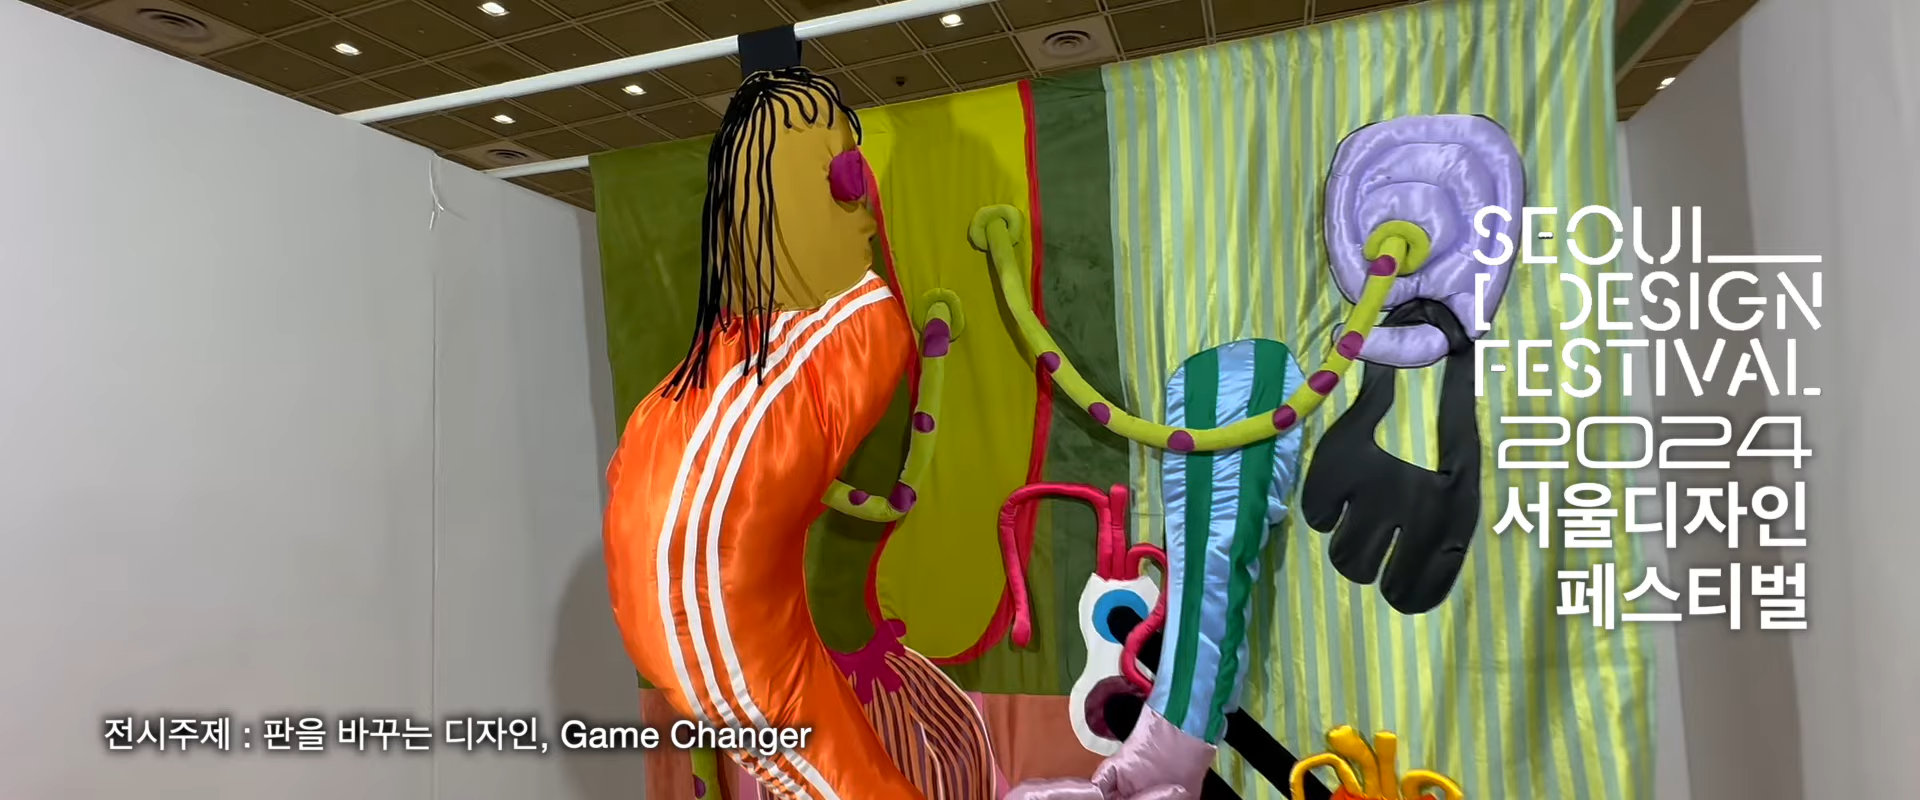 SEOUL
DESIGN
FESTIVAL
2024
서울디자인
페스티벌
전시주제 : 판을 바꾸는 디자인, Game Changer